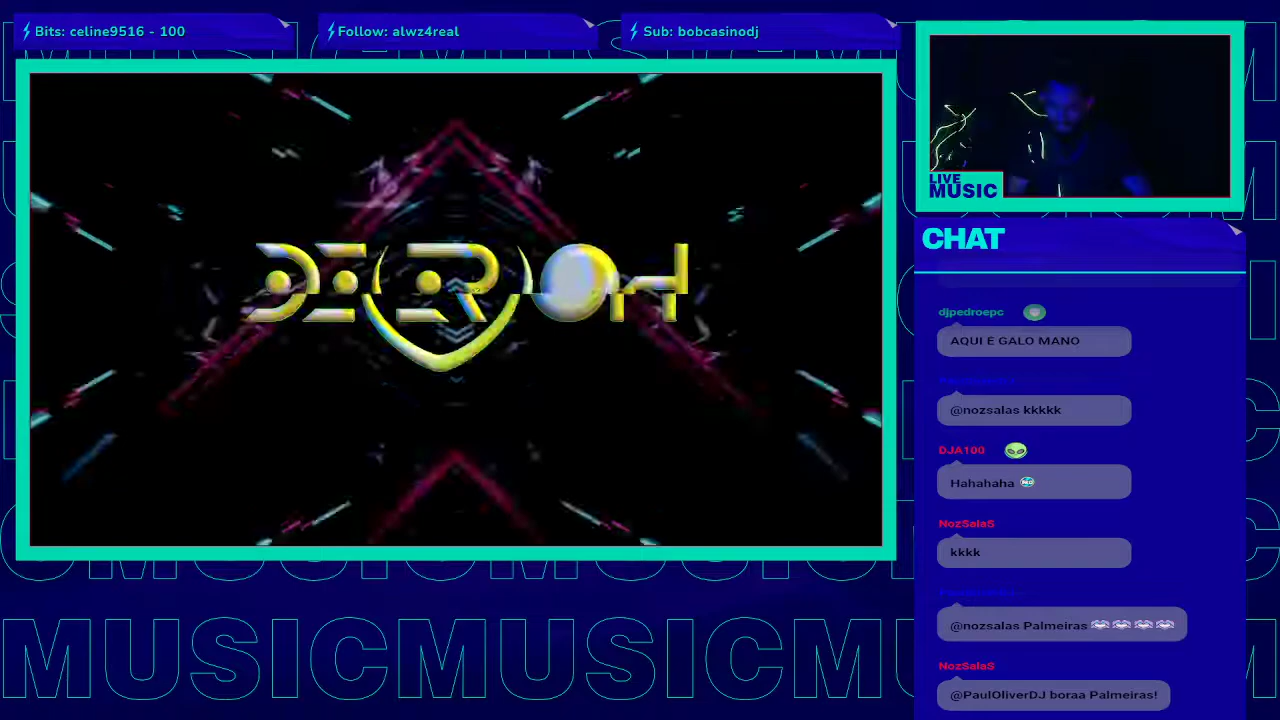 Bits: celine9516 - 100
Follow: alwz4real
Sub: bobcasinodj
LIVE
MUSIC
CHAT
djpedroepc
AQUI E GALO MANO
@nozsalas kkkkk
DJA100
Hahahaha
NozSalaS
kkkk
@nozsalas Palmeiras
NozSalaS
@PaulOliverDJ boraa Palmeiras!
MUSICMUSICMUSICM